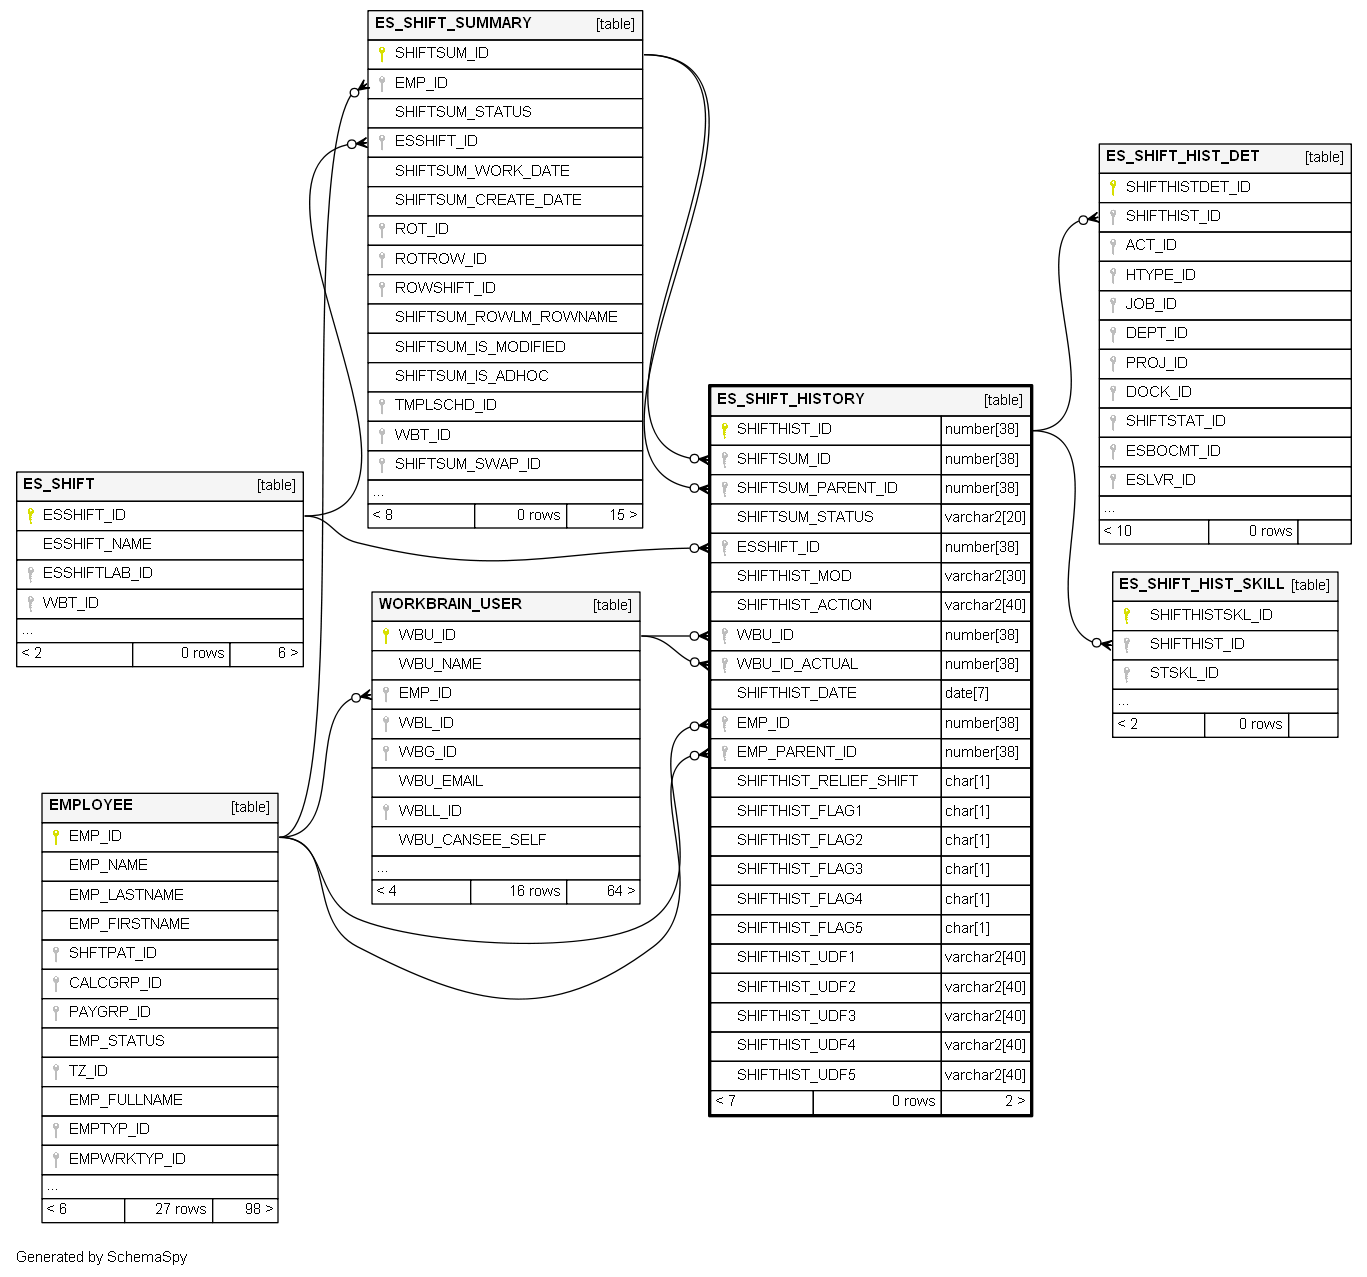 ES_SHIFT_SUMMARY [table]
SHIFTSUM_ID
EMP_ID
SHIFTSUM_STATUS
ESSHIFT_ID
SHIFTSUM_WORK_DATE
SHIFTSUM_CREATE_DATE
ROT_ID
ROTROW_ID
ROWSHIFT_ID
SHIFTSUM_ROWLM_ROWNAME
SHIFTSUM_IS_MODIFIED
SHIFTSUM_IS_ADHOC
TMPLSCHD_ID
WBT_ID
SHIFTSUM_SWAP_ID
...
< 8 0 rows 15 >
ES_SHIFT [table]
ESSHIFT_ID
ESSHIFT_NAME
ESSHIFTLAB_ID
WBT_ID
...
< 2 0 rows 6 >
WORKBRAIN_USER [table]
WBU_ID
WBU_NAME
EMP_ID
WBL_ID
WBG_ID
WBU_EMAIL
WBLL_ID
WBU_CANSEE_SELF
...
< 4 16 rows 64 >
EMPLOYEE [table]
EMP_ID
EMP_NAME
EMP_LASTNAME
EMP_FIRSTNAME
SHFTPAT_ID
CALCGRP_ID
PAYGRP_ID
EMP_STATUS
TZ_ID
EMP_FULLNAME
EMPTYP_ID
EMPWRKTYP_ID
...
< 6 27 rows 98 >
ES_SHIFT_HISTORY [table]
SHIFTHIST_ID number[38]
SHIFTSUM_ID number[38]
SHIFTSUM_PARENT_ID number[38]
SHIFTSUM_STATUS varchar2[20]
ESSHIFT_ID number[38]
SHIFTHIST_MOD varchar2[30]
SHIFTHIST_ACTION varchar2[40]
WBU_ID number[38]
WBU_ID_ACTUAL number[38]
SHIFTHIST_DATE date[7]
EMP_ID number[38]
EMP_PARENT_ID number[38]
SHIFTHIST_RELIEF_SHIFT char[1]
SHIFTHIST_FLAG1 char[1]
SHIFTHIST_FLAG2 char[1]
SHIFTHIST_FLAG3 char[1]
SHIFTHIST_FLAG4 char[1]
SHIFTHIST_FLAG5 char[1]
SHIFTHIST_UDF1 varchar2[40]
SHIFTHIST_UDF2 varchar2[40]
SHIFTHIST_UDF3 varchar2[40]
SHIFTHIST_UDF4 varchar2[40]
SHIFTHIST_UDF5 varchar2[40]
< 7 0 rows 2 >
ES_SHIFT_HIST_DET [table]
SHIFTHISTDET_ID
SHIFTHIST_ID
ACT_ID
HTYPE_ID
JOB_ID
DEPT_ID
PROJ_ID
DOCK_ID
SHIFTSTAT_ID
ESBOCMT_ID
ESLVR_ID
...
< 10 0 rows
ES_SHIFT_HIST_SKILL [table]
SHIFTHISTSKL_ID
SHIFTHIST_ID
STSKL_ID
...
< 2 0 rows
Generated by SchemaSpy